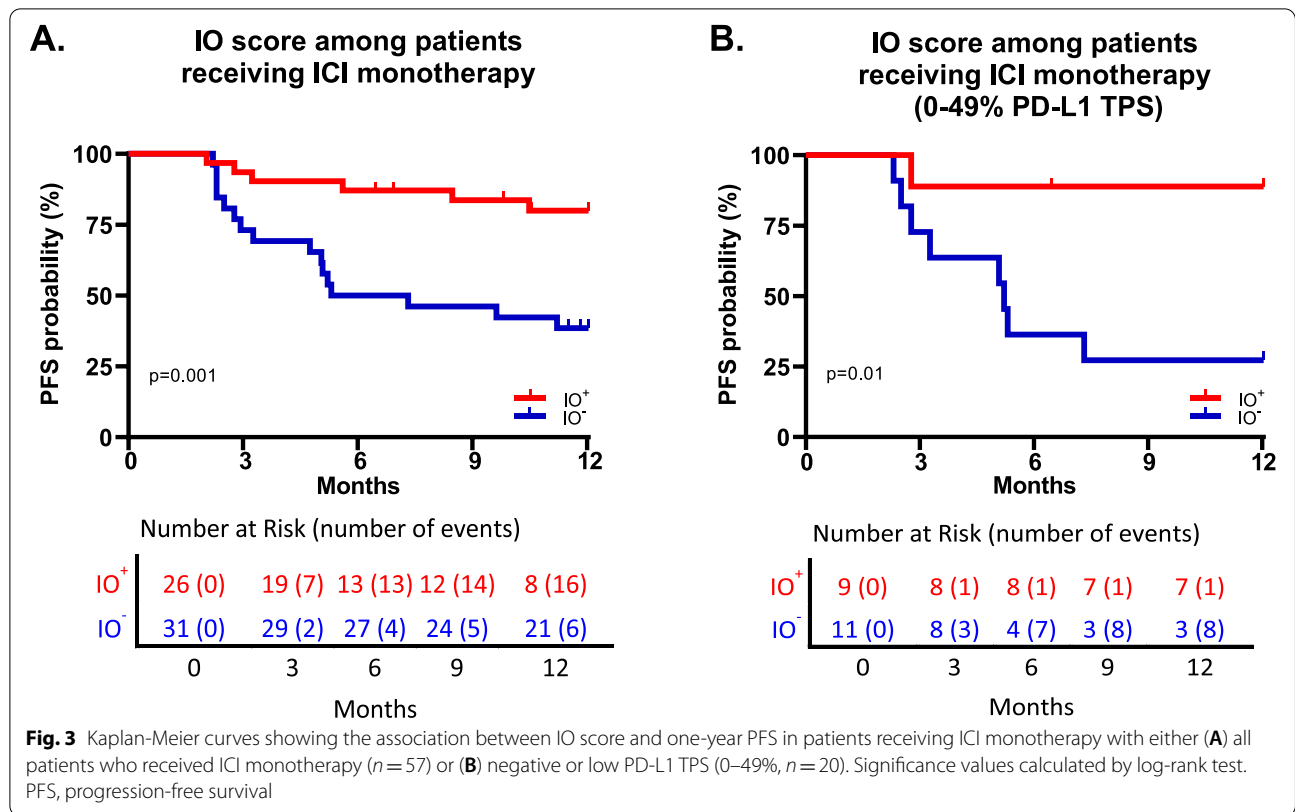 A.
IO score among patients
receiving ICI monotherapy
PFS probability (%)
100
75
50
25
0
p=0.001
IO⁺
IO⁻
0 3 6 9 12
Months
Number at Risk (number of events)
IO⁺ 26 (0) 19 (7) 13 (13) 12 (14) 8 (16)
IO⁻ 31 (0) 29 (2) 27 (4) 24 (5) 21 (6)
0 3 6 9 12
Months
B.
IO score among patients
receiving ICI monotherapy
(0-49% PD-L1 TPS)
PFS probability (%)
100
75
50
25
0
p=0.01
IO⁺
IO⁻
0 3 6 9 12
Months
Number at Risk (number of events)
IO⁺ 9 (0) 8 (1) 8 (1) 7 (1) 7 (1)
IO⁻ 11 (0) 8 (3) 4 (7) 3 (8) 3 (8)
0 3 6 9 12
Months
Fig. 3 Kaplan-Meier curves showing the association between IO score and one-year PFS in patients receiving ICI monotherapy with either (A) all
patients who received ICI monotherapy (n = 57) or (B) negative or low PD-L1 TPS (0–49%, n = 20). Significance values calculated by log-rank test.
PFS, progression-free survival